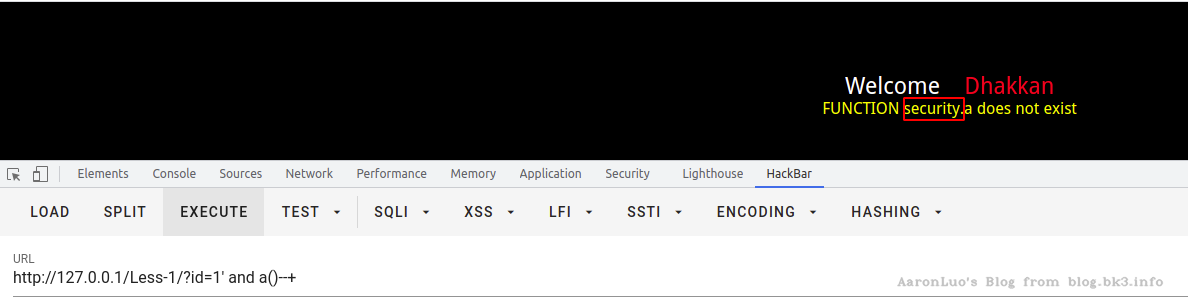 Welcome Dhakkan
FUNCTION security.a does not exist
Elements Console Sources Network Performance Memory Application Security Lighthouse HackBar
LOAD SPLIT EXECUTE TEST SQLI XSS LFI SSTI ENCODING HASHING
URL
http://127.0.0.1/Less-1/?id=1' and a()--+
AaronLuo's Blog from blog.bk3.info